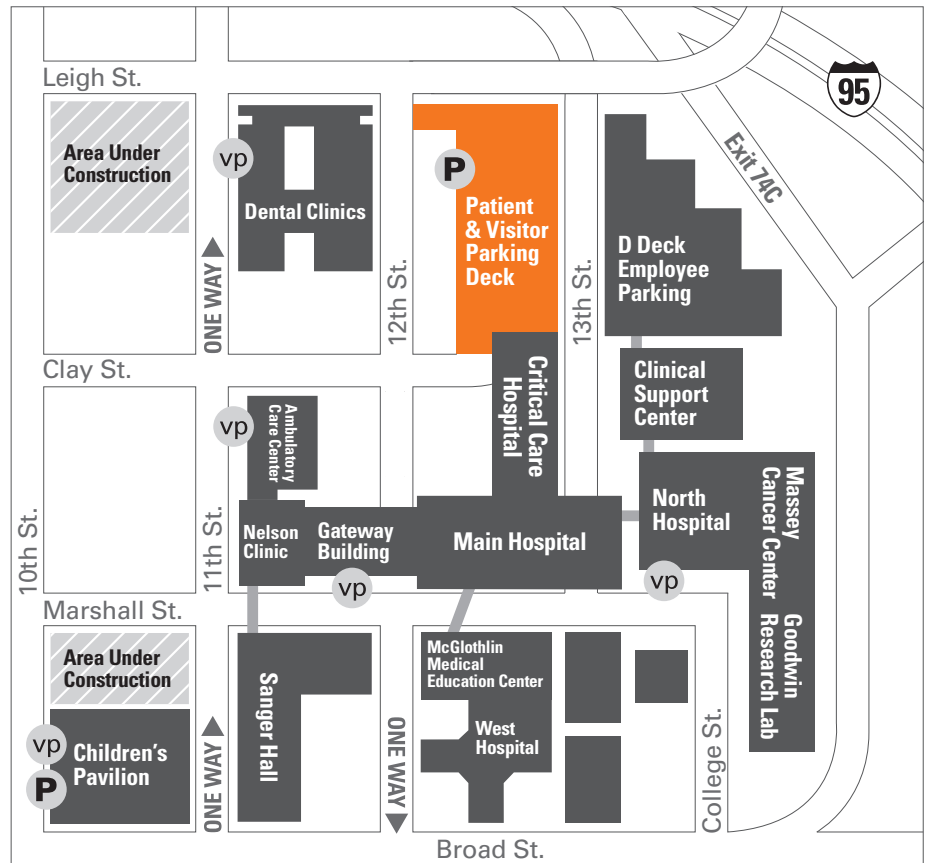 Leigh St.
95
Exit 74C
Area Under
Construction
vp
Dental Clinics
P
Patient
& Visitor
Parking
Deck
D Deck
Employee
Parking
ONE WAY
12th St.
13th St.
Clay St.
Critical Care
Hospital
Clinical
Support
Center
vp
Ambulatory
Care Center
10th St.
11th St.
Nelson
Clinic
Gateway
Building
vp
Main Hospital
North
Hospital
vp
Massey
Cancer Center
Goodwin
Research Lab
Marshall St.
Area Under
Construction
vp
P
Children's
Pavilion
ONE WAY
Sanger Hall
ONE WAY
McGlothlin
Medical
Education Center
West
Hospital
College St.
Broad St.